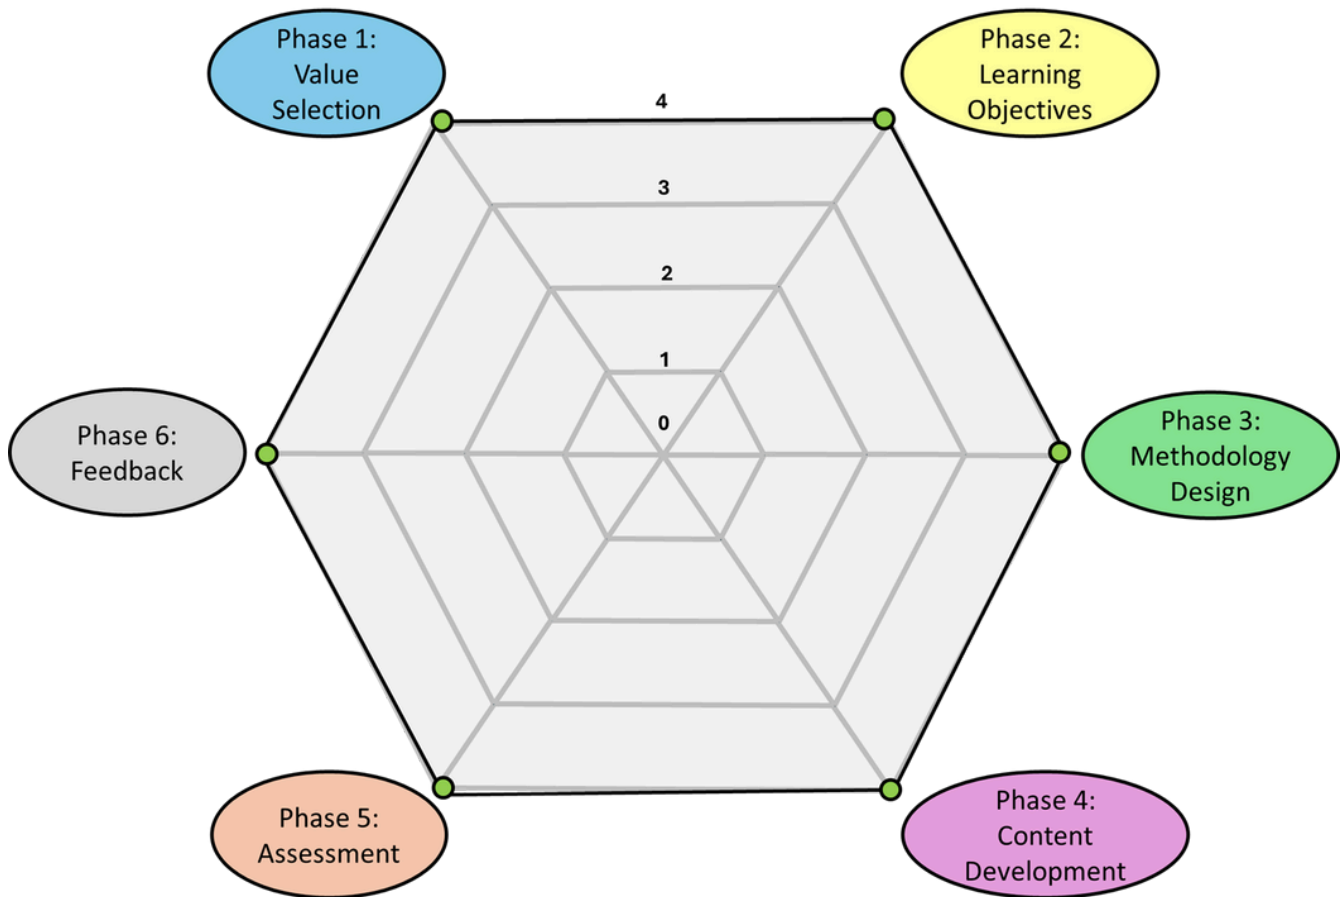 Phase 1:
Value
Selection
Phase 2:
Learning
Objectives
4
3
2
1
0
Phase 6:
Feedback
Phase 3:
Methodology
Design
Phase 5:
Assessment
Phase 4:
Content
Development